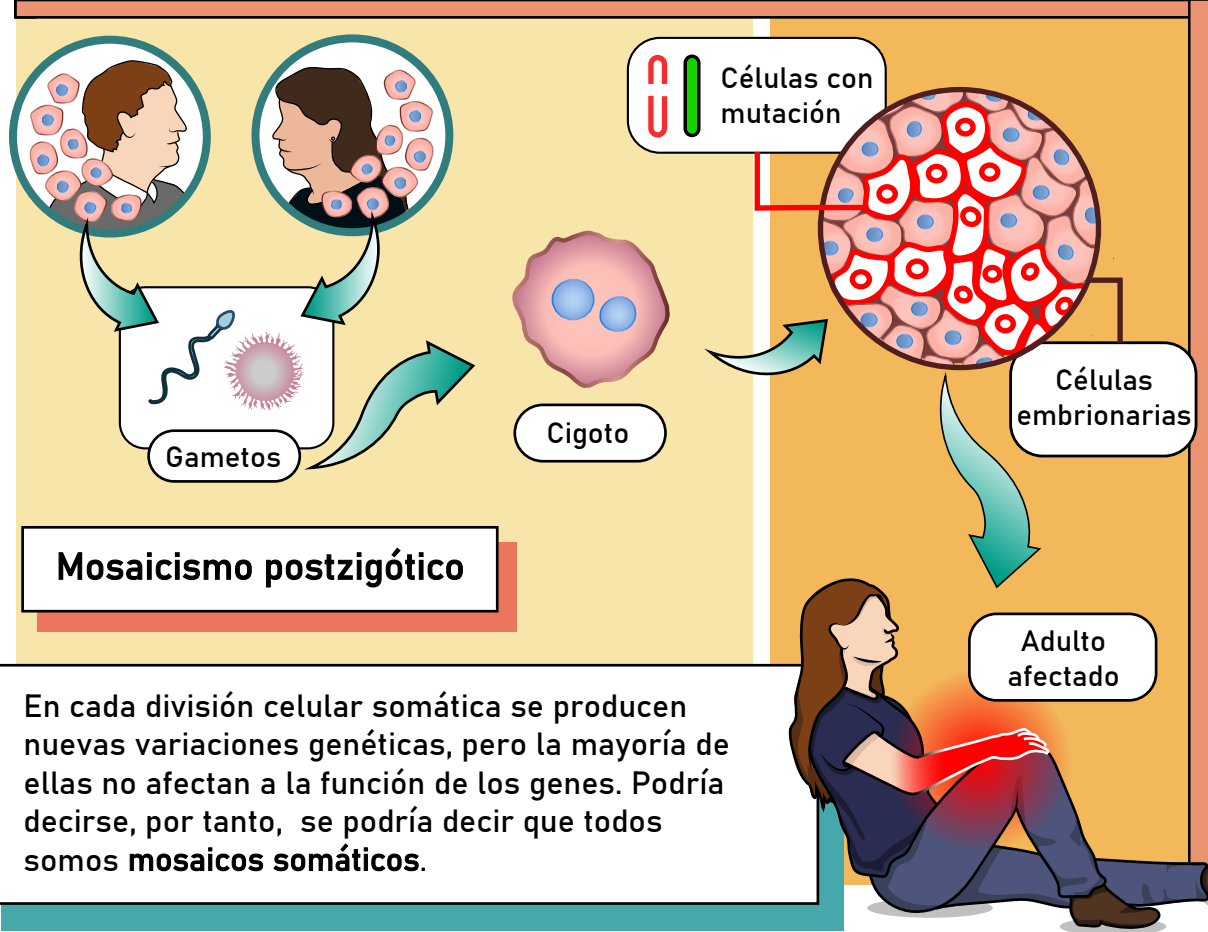 Células con
mutación
Células
embrionarias
Cigoto
Gametos
Mosaicismo postzigótico
Adulto
afectado
En cada división celular somática se producen
nuevas variaciones genéticas, pero la mayoría de
ellas no afectan a la función de los genes. Podría
decirse, por tanto,  se podría decir que todos
somos mosaicos somáticos.